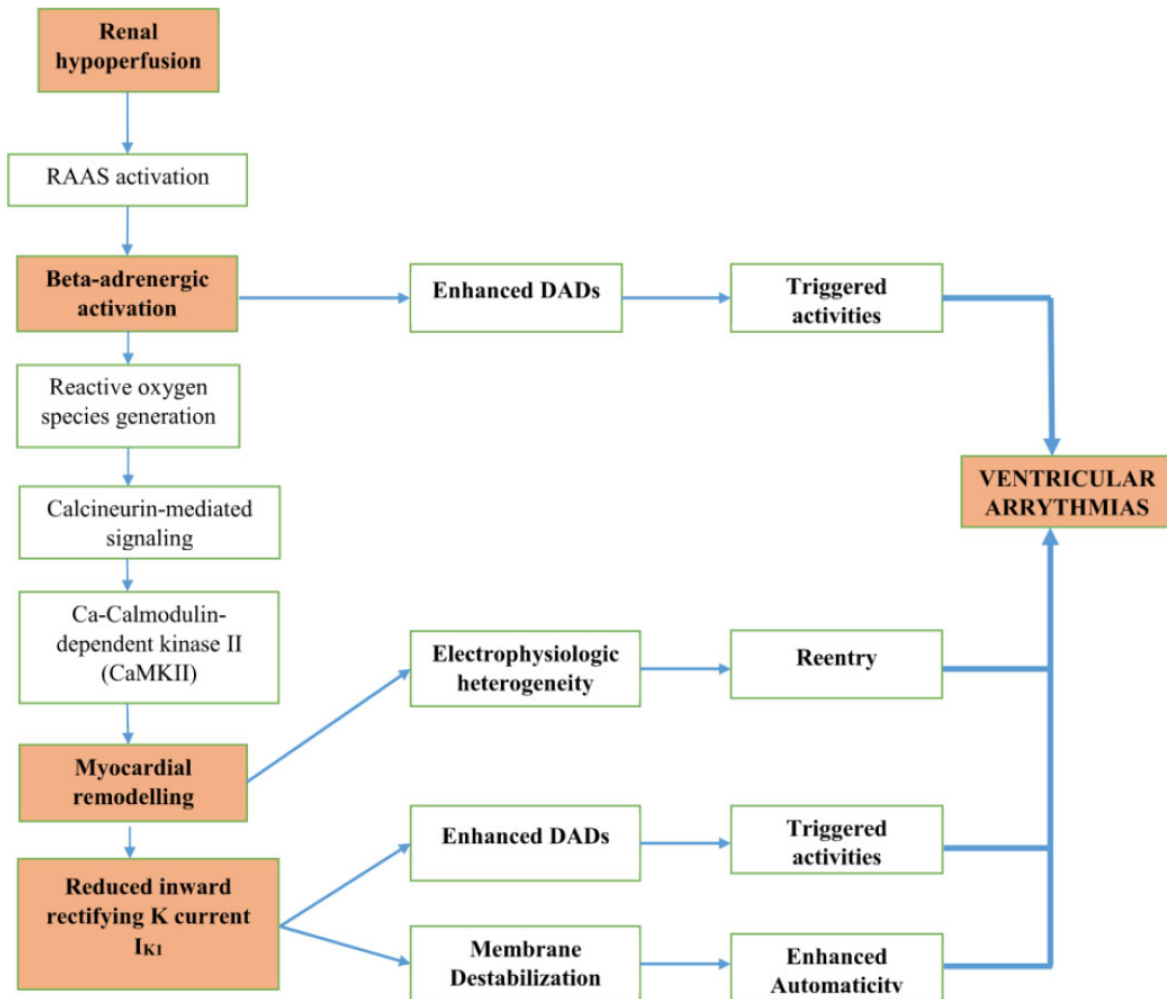 Renal
hypoperfusion
RAAS activation
Beta-adrenergic
activation
Enhanced DADs
Triggered
activities
Reactive oxygen
species generation
VENTRICULAR
ARRYTHMIAS
Calcineurin-mediated
signaling
Ca-Calmodulin-
dependent kinase II
(CaMKII)
Electrophysiologic
heterogeneity
Reentry
Myocardial
remodelling
Enhanced DADs
Triggered
activities
Reduced inward
rectifying K current
IK1
Membrane
Destabilization
Enhanced
Automaticity